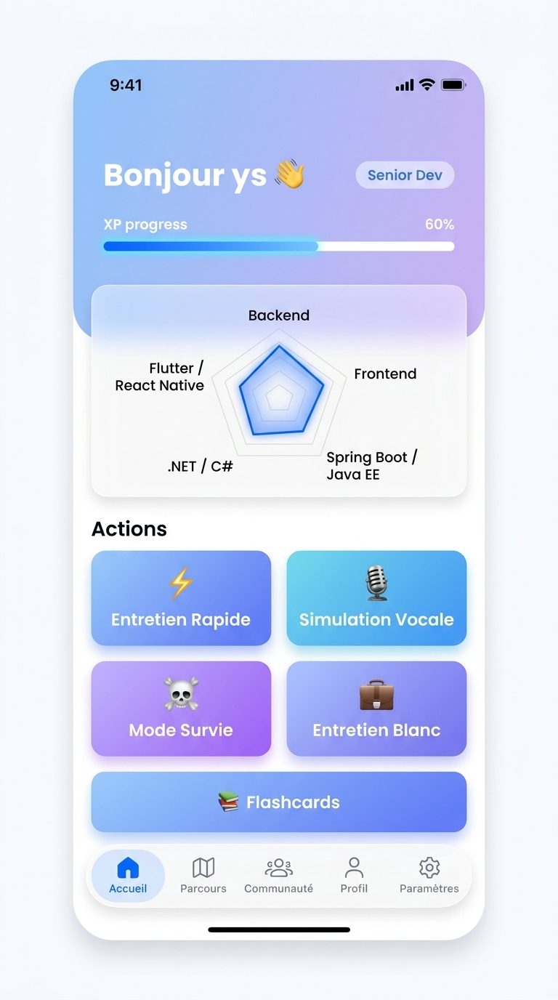 9:41
Bonjour ys 👋
Senior Dev
XP progress
60%
Backend
Flutter /
React Native
Frontend
.NET / C#
Spring Boot /
Java EE
Actions
Entretien Rapide
Simulation Vocale
Mode Survie
Entretien Blanc
Flashcards
Accueil
Parcours
Communauté
Profil
Paramètres